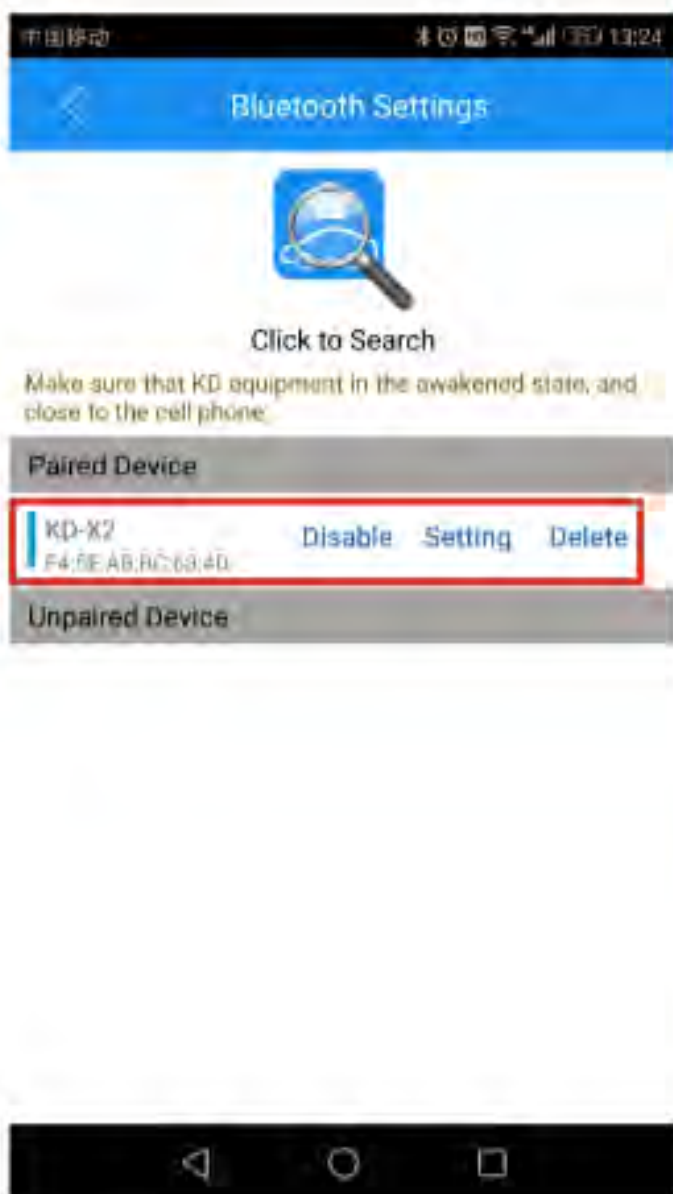 中国移动 13:24
Bluetooth Settings
Click to Search
Make sure that KD equipment in the awakened state, and
close to the cell phone
Paired Device
KD-X2 Disable Setting Delete
Unpaired Device